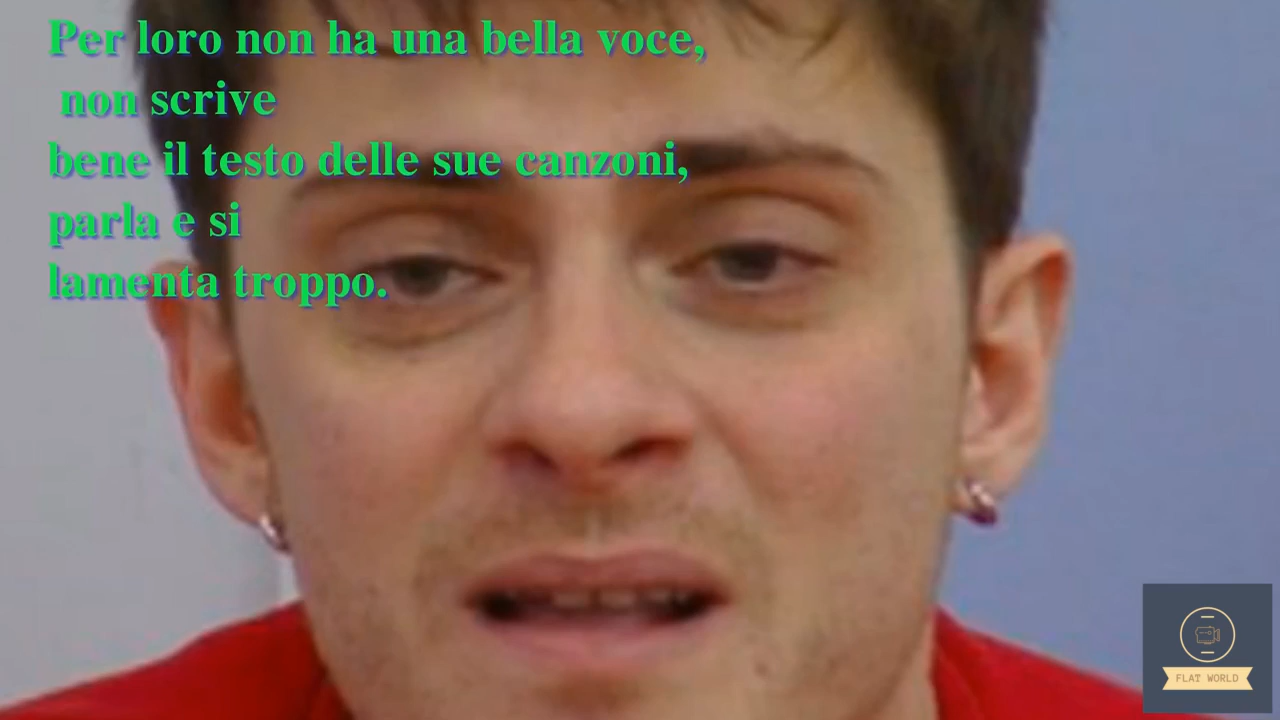 Per loro non ha una bella voce,
non scrive
bene il testo delle sue canzoni,
parla e si
lamenta troppo.
FLAT WORLD